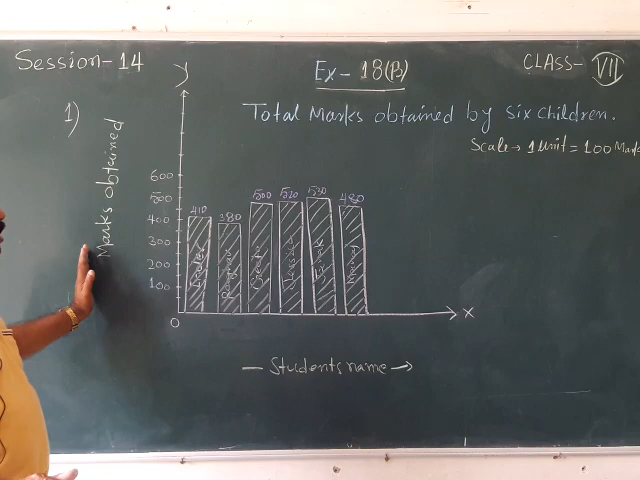 Session-14
Ex- 18(P2)
CLASS- VII
1)
Total Marks obtained by six children.
Scale → 1 unit = 100
Y
Marks obtained
600
500
400
300
200
100
0
410
380
500
520
530
480
X
— Students name →